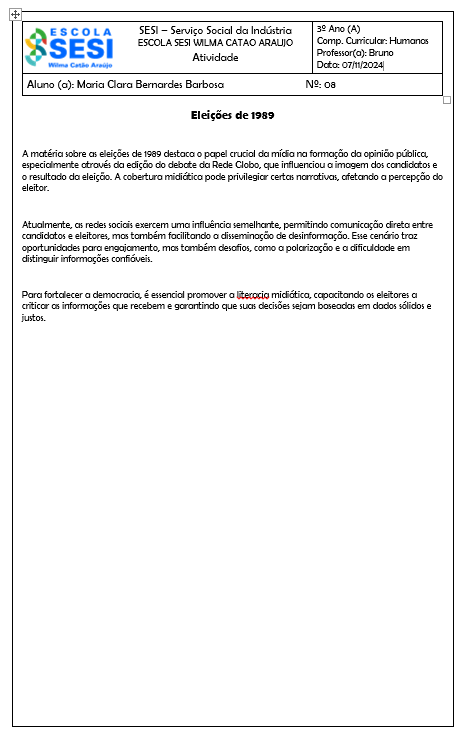 ESCOLA
SESI
Wilma Catão Araújo
SESI – Serviço Social da Indústria
ESCOLA SESI WILMA CATAO ARAUJO
Atividade
3º Ano (A)
Comp. Curricular: Humanas
Professor(a): Bruno
Data: 07/11/2024
Aluno (a): Maria Clara Bernardes Barbosa Nº: 08
Eleições de 1989
A matéria sobre as eleições de 1989 destaca o papel crucial da mídia na formação da opinião pública,
especialmente através da edição do debate da Rede Globo, que influenciou a imagem dos candidatos e
o resultado da eleição. A cobertura midiática pode privilegiar certas narrativas, afetando a percepção do
eleitor.
Atualmente, as redes sociais exercem uma influência semelhante, permitindo comunicação direta entre
candidatos e eleitores, mas também facilitando a disseminação de desinformação. Esse cenário traz
oportunidades para engajamento, mas também desafios, como a polarização e a dificuldade em
distinguir informações confiáveis.
Para fortalecer a democracia, é essencial promover a literacia midiática, capacitando os eleitores a
criticar as informações que recebem e garantindo que suas decisões sejam baseadas em dados sólidos e
justos.